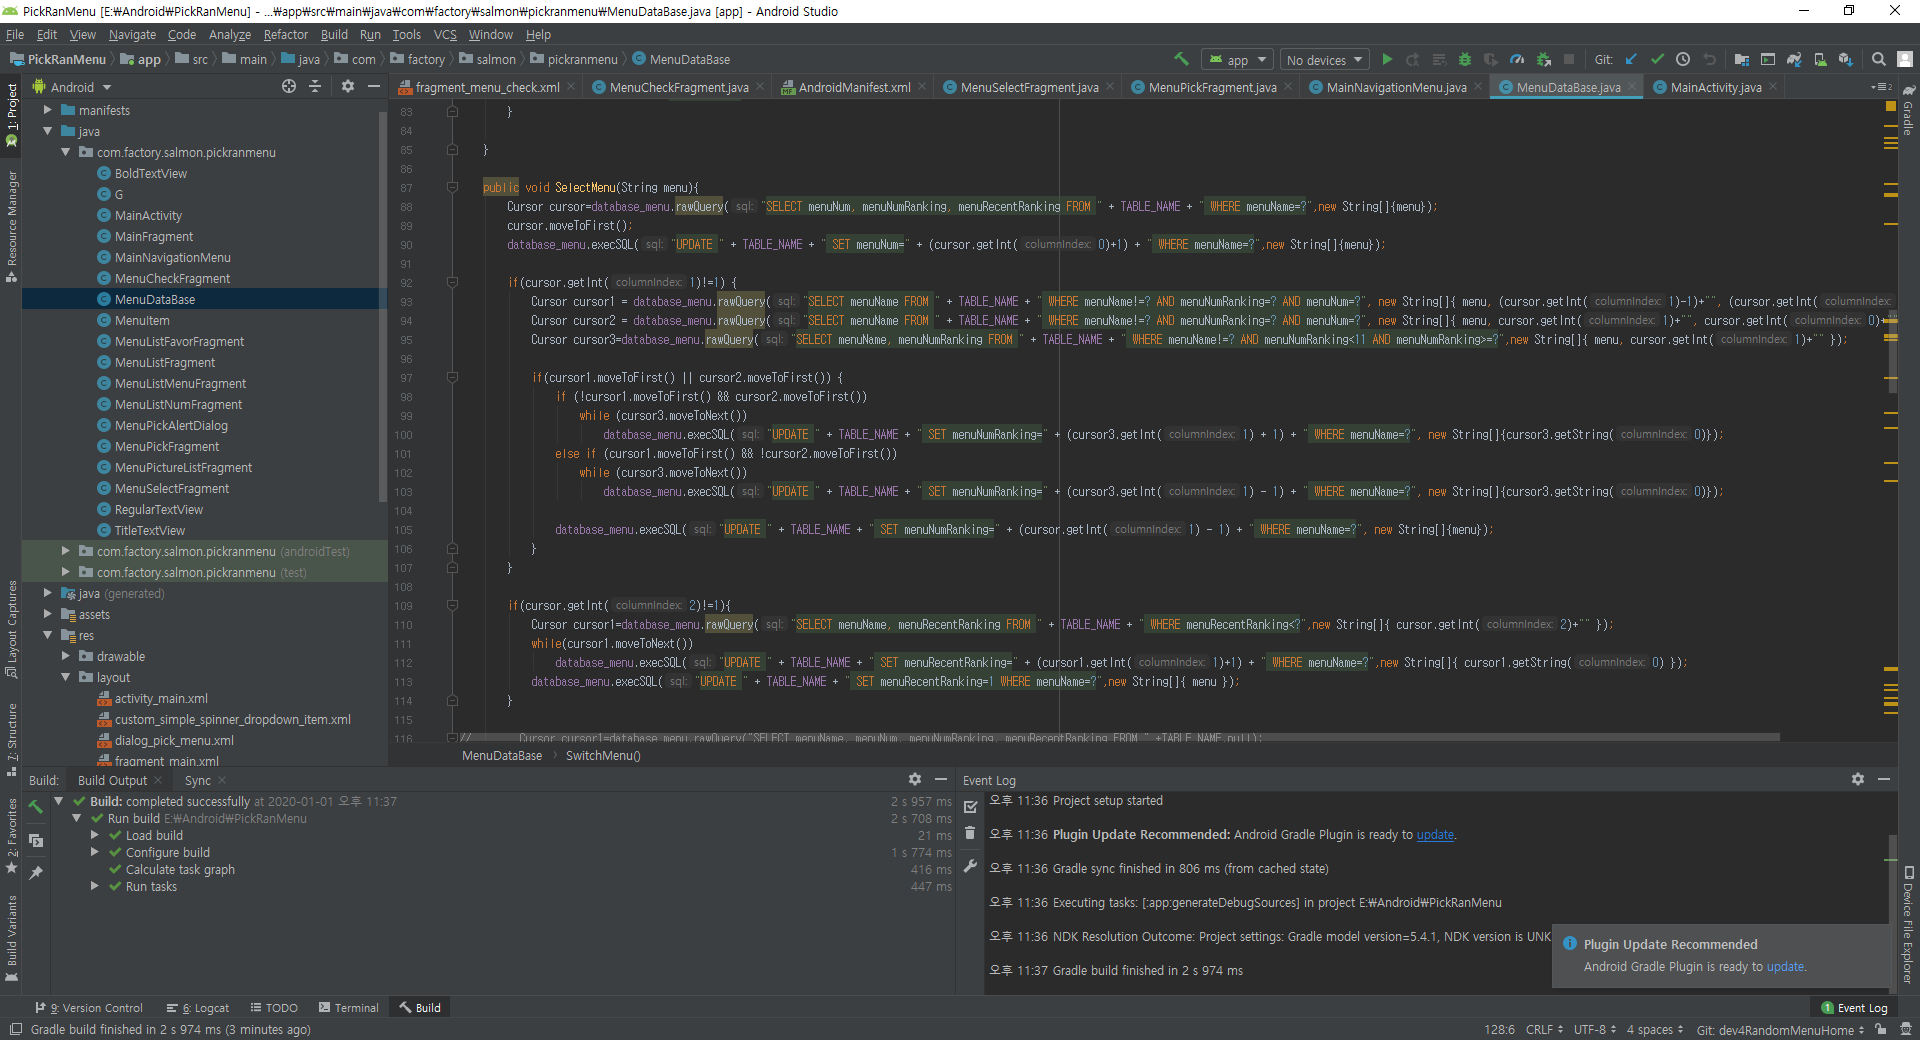 PickRanMenu [E:₩Android₩PickRanMenu] - ...₩app₩src₩main₩java₩com₩factory₩salmon₩pickranmenu₩MenuDataBase.java [app] - Android Studio
File Edit View Navigate Code Analyze Refactor Build Run Tools VCS Window Help
PickRanMenu app src main java com factory salmon pickranmenu MenuDataBase
app No devices Git:
Android
fragment_menu_check.xml MenuCheckFragment.java AndroidManifest.xml MenuSelectFragment.java MenuPickFragment.java MainNavigationMenu.java MenuDataBase.java MainActivity.java
1: Project
Resource Manager
Layout Captures
7: Structure
2: Favorites
Build Variants
Gradle
Device File Explorer
manifests
java
com.factory.salmon.pickranmenu
BoldTextView
G
MainActivity
MainFragment
MainNavigationMenu
MenuCheckFragment
MenuDataBase
MenuItem
MenuListFavorFragment
MenuListFragment
MenuListMenuFragment
MenuListNumFragment
MenuPickAlertDialog
MenuPickFragment
MenuPictureListFragment
MenuSelectFragment
RegularTextView
TitleTextView
com.factory.salmon.pickranmenu (androidTest)
com.factory.salmon.pickranmenu (test)
java (generated)
assets
res
drawable
layout
activity_main.xml
custom_simple_spinner_dropdown_item.xml
dialog_pick_menu.xml
fragment_main.xml
83 }
84
85 }
86
87 public void SelectMenu(String menu){
88 Cursor cursor=database_menu.rawQuery( sql: "SELECT menuNum, menuNumRanking, menuRecentRanking FROM " + TABLE_NAME + " WHERE menuName=?",new String[]{menu});
89 cursor.moveToFirst();
90 database_menu.execSQL( sql: "UPDATE " + TABLE_NAME + " SET menuNum=" + (cursor.getInt( columnIndex: 0)+1) + " WHERE menuName=?",new String[]{menu});
91
92 if(cursor.getInt( columnIndex: 1)!=1) {
93 Cursor cursor1 = database_menu.rawQuery( sql: "SELECT menuName FROM " + TABLE_NAME + " WHERE menuName!=? AND menuNumRanking=? AND menuNum=?", new String[]{ menu, (cursor.getInt( columnIndex: 1)-1)+"", (cursor.getInt( columnIndex:
94 Cursor cursor2 = database_menu.rawQuery( sql: "SELECT menuName FROM " + TABLE_NAME + " WHERE menuName!=? AND menuNumRanking=? AND menuNum=?", new String[]{ menu, cursor.getInt( columnIndex: 1)+"", cursor.getInt( columnIndex: 0)+
95 Cursor cursor3=database_menu.rawQuery( sql: "SELECT menuName, menuNumRanking FROM " + TABLE_NAME + " WHERE menuName!=? AND menuNumRanking<11 AND menuNumRanking>=?",new String[]{ menu, cursor.getInt( columnIndex: 1)+"" });
96
97 if(cursor1.moveToFirst() || cursor2.moveToFirst()) {
98 if (!cursor1.moveToFirst() && cursor2.moveToFirst())
99 while (cursor3.moveToNext())
100 database_menu.execSQL( sql: "UPDATE " + TABLE_NAME + " SET menuNumRanking=" + (cursor3.getInt( columnIndex: 1) + 1) + " WHERE menuName=?", new String[]{cursor3.getString( columnIndex: 0)});
101 else if (cursor1.moveToFirst() && !cursor2.moveToFirst())
102 while (cursor3.moveToNext())
103 database_menu.execSQL( sql: "UPDATE " + TABLE_NAME + " SET menuNumRanking=" + (cursor3.getInt( columnIndex: 1) - 1) + " WHERE menuName=?", new String[]{cursor3.getString( columnIndex: 0)});
104
105 database_menu.execSQL( sql: "UPDATE " + TABLE_NAME + " SET menuNumRanking=" + (cursor.getInt( columnIndex: 1) - 1) + " WHERE menuName=?", new String[]{menu});
106 }
107 }
108
109 if(cursor.getInt( columnIndex: 2)!=1){
110 Cursor cursor1=database_menu.rawQuery( sql: "SELECT menuName, menuRecentRanking FROM " + TABLE_NAME + " WHERE menuRecentRanking<?",new String[]{ cursor.getInt( columnIndex: 2)+"" });
111 while(cursor1.moveToNext())
112 database_menu.execSQL( sql: "UPDATE " + TABLE_NAME + " SET menuRecentRanking=" + (cursor1.getInt( columnIndex: 1)+1) + " WHERE menuName=?",new String[]{ cursor1.getString( columnIndex: 0) });
113 database_menu.execSQL( sql: "UPDATE " + TABLE_NAME + " SET menuRecentRanking=1 WHERE menuName=?",new String[]{ menu });
114 }
115
116 // Cursor cursor1=database_menu.rawQuery("SELECT menuName, menuNum, menuNumRanking, menuRecentRanking FROM " +TABLE_NAME,null);
MenuDataBase SwitchMenu()
Build: Build Output Sync
Build: completed successfully at 2020-01-01 오후 11:37 2 s 957 ms
Run build E:₩Android₩PickRanMenu 2 s 708 ms
Load build 21 ms
Configure build 1 s 774 ms
Calculate task graph 416 ms
Run tasks 447 ms
Event Log
오후 11:36 Project setup started
오후 11:36 Plugin Update Recommended: Android Gradle Plugin is ready to update.
오후 11:36 Gradle sync finished in 806 ms (from cached state)
오후 11:36 Executing tasks: [:app:generateDebugSources] in project E:₩Android₩PickRanMenu
오후 11:36 NDK Resolution Outcome: Project settings: Gradle model version=5.4.1, NDK version is UNK
오후 11:37 Gradle build finished in 2 s 974 ms
Plugin Update Recommended
Android Gradle Plugin is ready to update.
9: Version Control 6: Logcat TODO Terminal Build 1 Event Log
Gradle build finished in 2 s 974 ms (3 minutes ago) 128:6 CRLF UTF-8 4 spaces Git: dev4RandomMenuHome